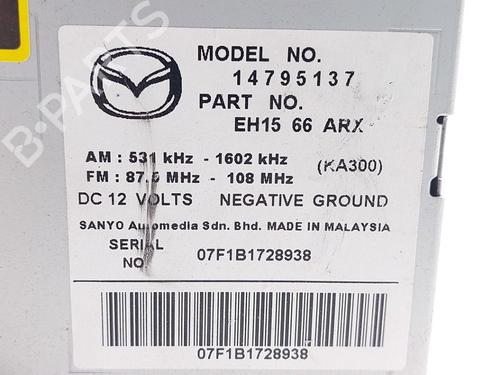 MODEL NO.
14795137
PART NO.
EH15 66 ARX
AM : 531 kHz - 1602 kHz (KA300)
FM : 87.5 MHz - 108 MHz
DC 12 VOLTS NEGATIVE GROUND
SANYO Automedia Sdn. Bhd. MADE IN MALAYSIA
SERIAL
NO 07F1B1728938
07F1B1728938
B-PARTS